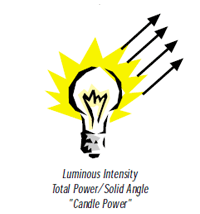 Luminous Intensity
Total Power/Solid Angle
"Candle Power"